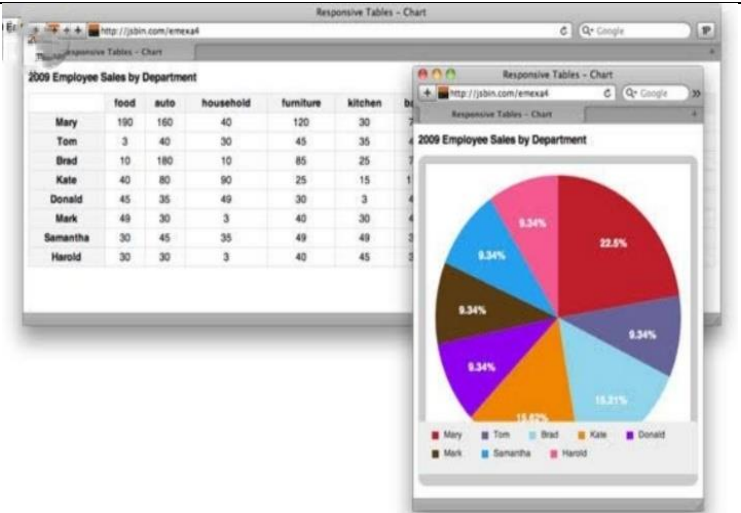 Responsive Tables - Chart
http://jsbin.com/emexa4
Google
Responsive Tables - Chart
2009 Employee Sales by Department
food auto household furniture kitchen
Mary 190 160 40 120 30
Tom 3 40 30 45 35
Brad 10 180 10 85 25
Kate 40 80 90 25 15
Donald 45 35 49 30 3
Mark 49 30 3 40 30
Samantha 30 45 35 49 49
Harold 30 30 3 40 45
Responsive Tables - Chart
http://jsbin.com/emexa4
Google
Responsive Tables - Chart
2009 Employee Sales by Department
9.34%
22.5%
9.34%
9.34%
9.34%
9.34%
15.31%
15.62%
Mary Tom Brad Kate Donald
Mark Samantha Harold